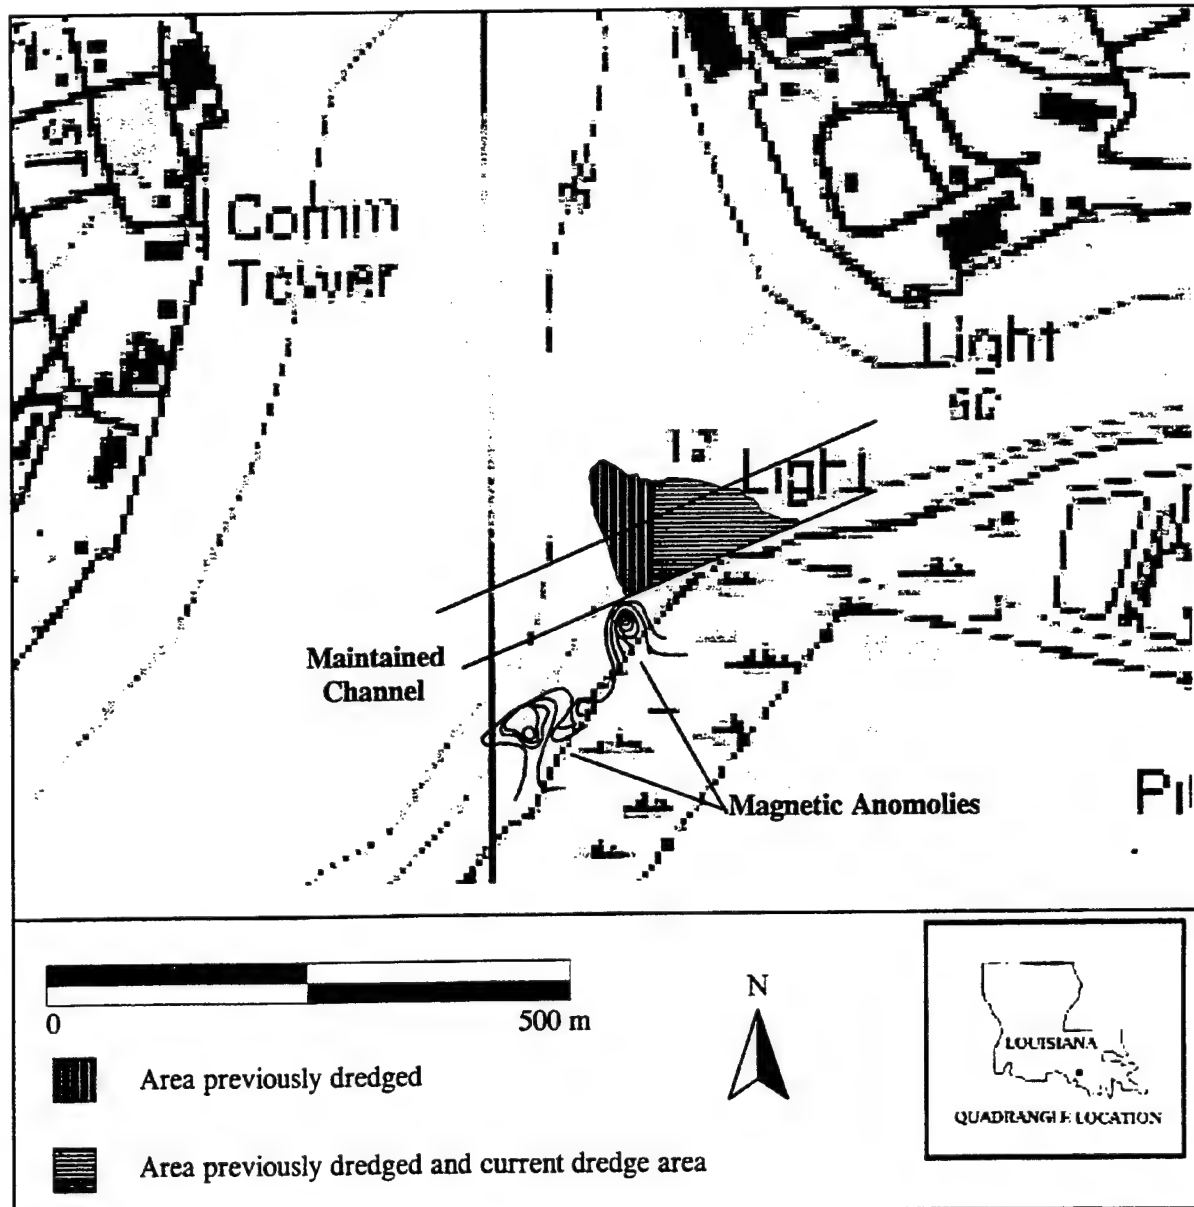 Comm
Tower
Light
17
Light
Maintained
Channel
Magnetic Anomolies
0
500 m
N
Area previously dredged
Area previously dredged and current dredge area
LOUISIANA
QUADRANGLE LOCATION